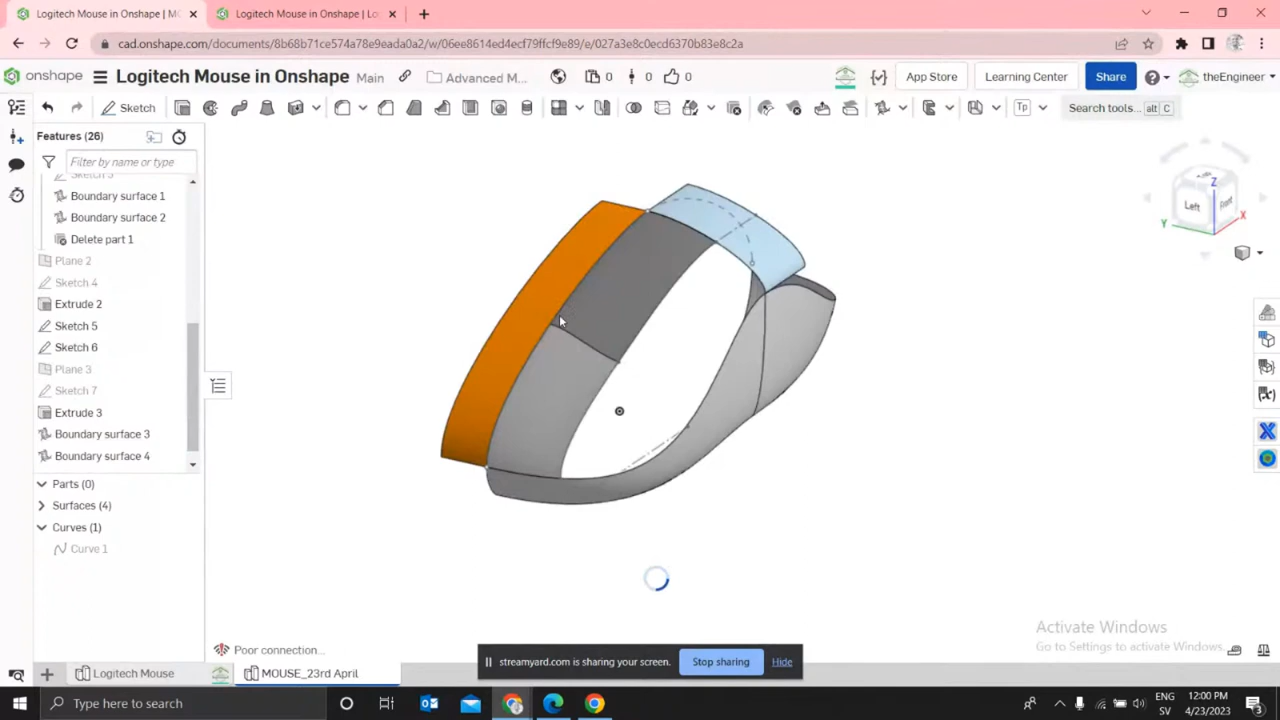 Logitech Mouse in Onshape | M
Logitech Mouse in Onshape | Lo
cad.onshape.com/documents/8b68b71ce574a78e9eada0a2/w/06ee8614ed4ecf79ffcf9e89/e/027a3e8c0ecd6370b83e8c2a
onshape
Logitech Mouse in Onshape
Main
Advanced M...
0
0
0
App Store
Learning Center
Share
theEngineer
Sketch
Tp
Search tools...
alt
C
Features (26)
Filter by name or type
Boundary surface 1
Boundary surface 2
Delete part 1
Plane 2
Sketch 4
Extrude 2
Sketch 5
Sketch 6
Plane 3
Sketch 7
Extrude 3
Boundary surface 3
Boundary surface 4
Parts (0)
Surfaces (4)
Curves (1)
Curve 1
Z
Left
Front
X
Y
Poor connection...
Activate Windows
Go to Settings to activate Windows.
streamyard.com is sharing your screen.
Stop sharing
Hide
Logitech Mouse
MOUSE_23rd April
Type here to search
ENG
SV
12:00 PM
4/23/2023
3